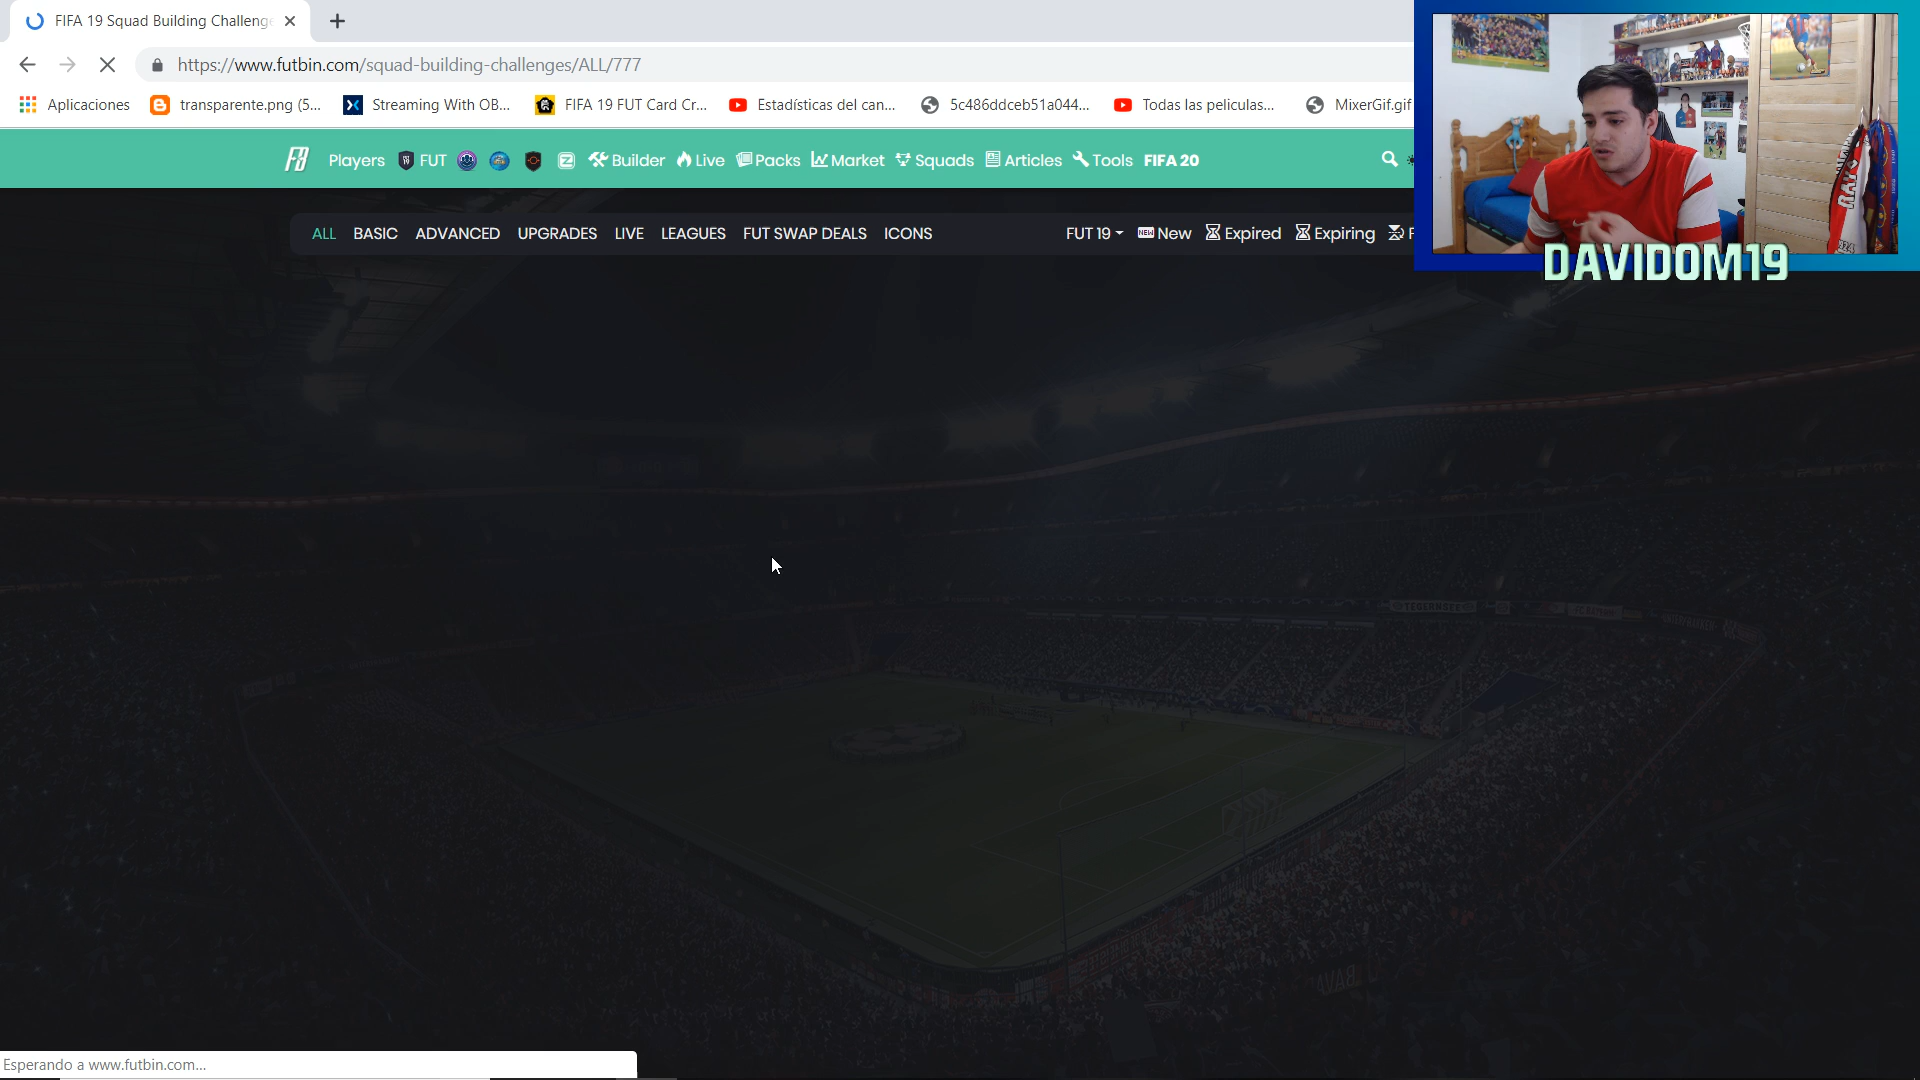 FIFA 19 Squad Building Challenge
https://www.futbin.com/squad-building-challenges/ALL/777
Aplicaciones transparente.png (5... Streaming With OB... FIFA 19 FUT Card Cr... Estadísticas del can... 5c486ddceb51a044... Todas las peliculas... MixerGif.gif
Players FUT Builder Live Packs Market Squads Articles Tools FIFA 20
ALL BASIC ADVANCED UPGRADES LIVE LEAGUES FUT SWAP DEALS ICONS FUT 19 NEW New Expired Expiring F
DAVIDOM19
Esperando a www.futbin.com...